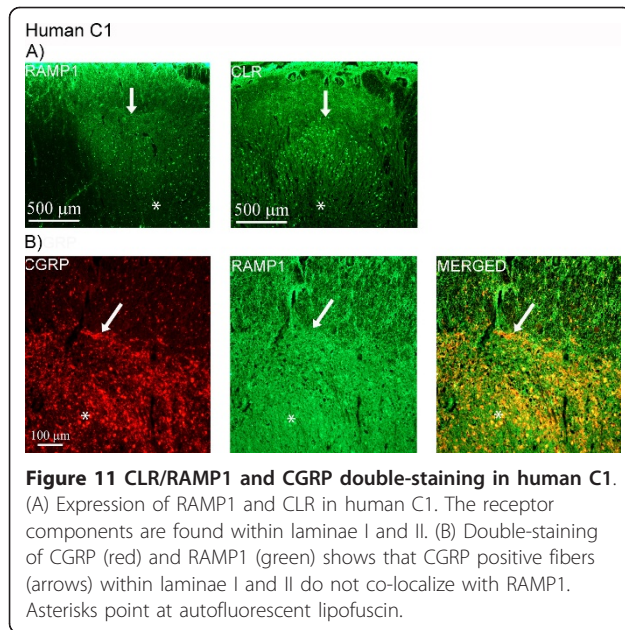 Human C1
A)
RAMP1
CLR
500 µm
500 µm
*
*
B)
CGRP
RAMP1
MERGED
*
*
*
100 µm
Figure 11 CLR/RAMP1 and CGRP double-staining in human C1.
(A) Expression of RAMP1 and CLR in human C1. The receptor
components are found within laminae I and II. (B) Double-staining
of CGRP (red) and RAMP1 (green) shows that CGRP positive fibers
(arrows) within laminae I and II do not co-localize with RAMP1.
Asterisks point at autofluorescent lipofuscin.